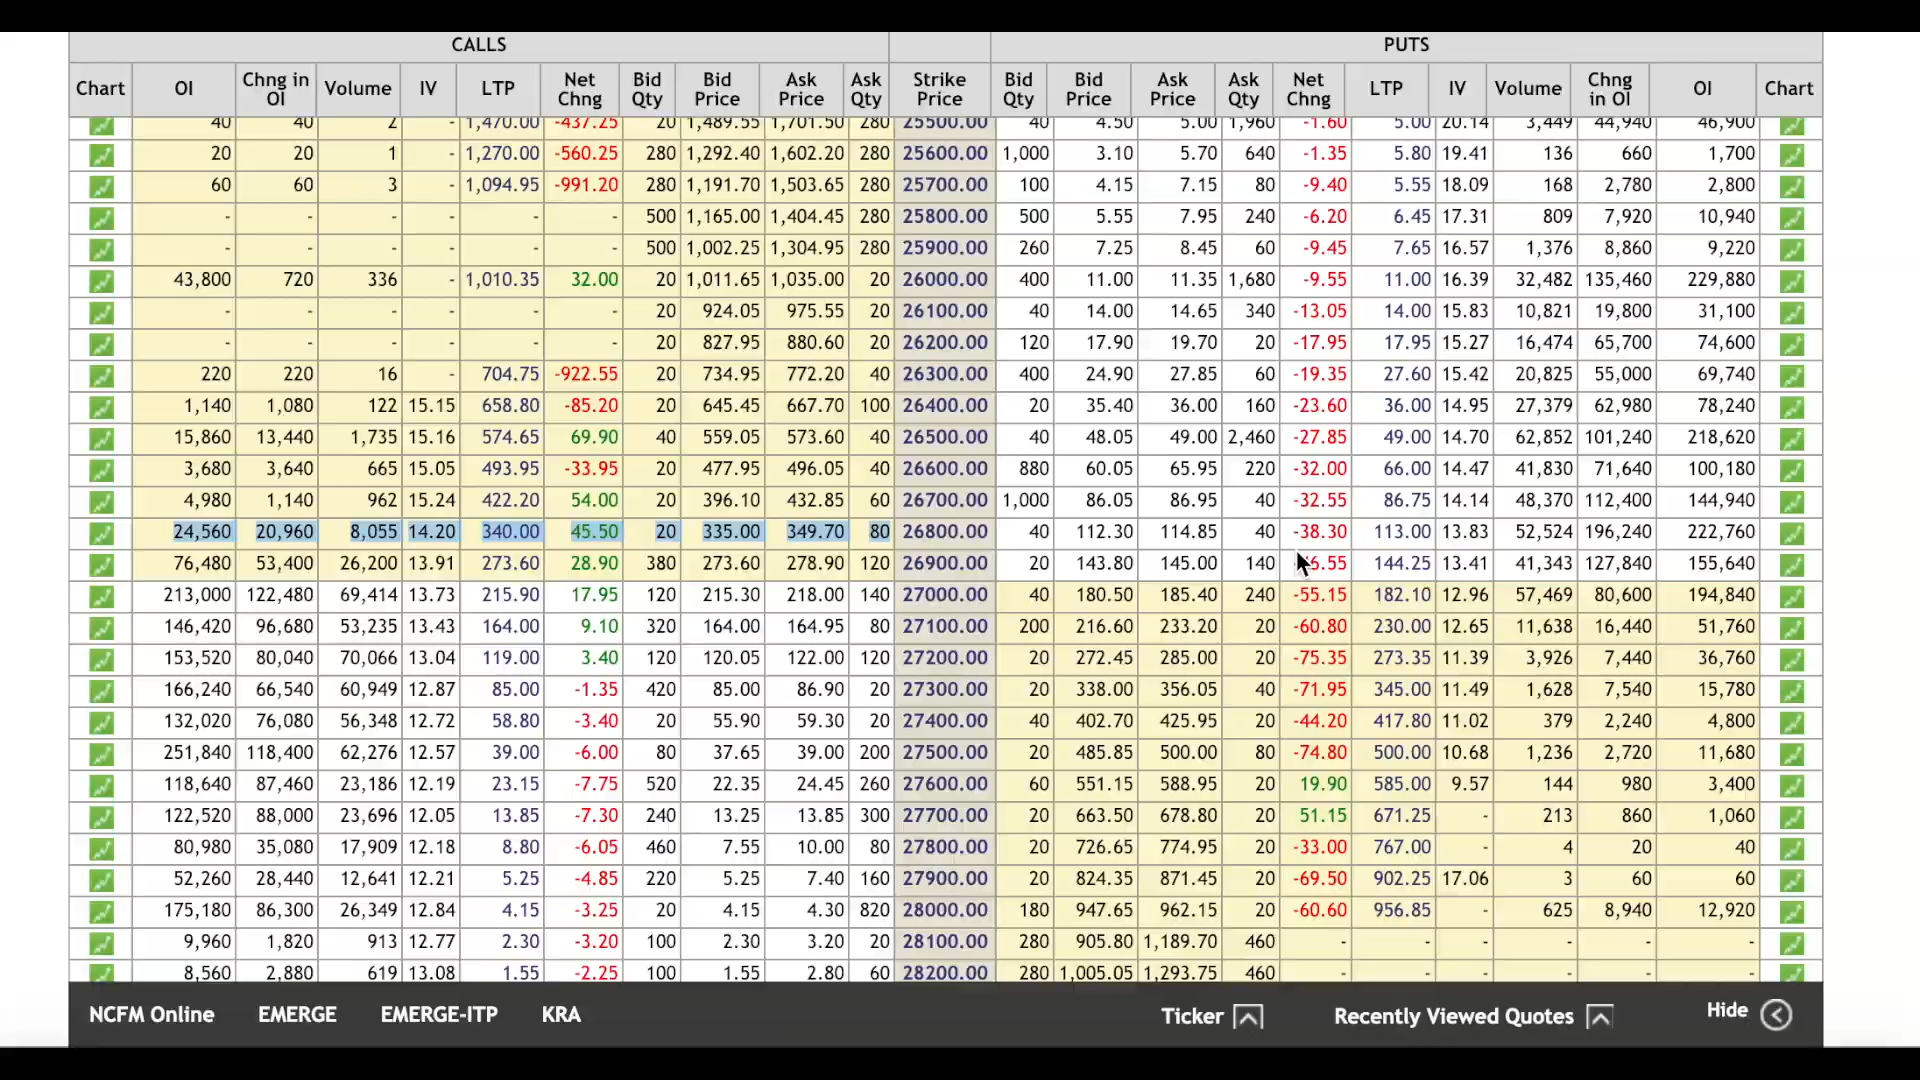 CALLS PUTS
Chart OI Chng in OI Volume IV LTP Net Chng Bid Qty Bid Price Ask Price Ask Qty Strike Price Bid Qty Bid Price Ask Price Ask Qty Net Chng LTP IV Volume Chng in OI OI Chart
40 40 2 - 1,470.00 -437.25 20 1,489.55 1,701.50 280 25500.00 40 4.50 5.00 1,960 -1.60 5.00 20.14 3,449 44,940 46,900
20 20 1 - 1,270.00 -560.25 280 1,292.40 1,602.20 280 25600.00 1,000 3.10 5.70 640 -1.35 5.80 19.41 136 660 1,700
60 60 3 - 1,094.95 -991.20 280 1,191.70 1,503.65 280 25700.00 100 4.15 7.15 80 -9.40 5.55 18.09 168 2,780 2,800
- - - - - - 500 1,165.00 1,404.45 280 25800.00 500 5.55 7.95 240 -6.20 6.45 17.31 809 7,920 10,940
- - - - - - 500 1,002.25 1,304.95 280 25900.00 260 7.25 8.45 60 -9.45 7.65 16.57 1,376 8,860 9,220
43,800 720 336 - 1,010.35 32.00 20 1,011.65 1,035.00 20 26000.00 400 11.00 11.35 1,680 -9.55 11.00 16.39 32,482 135,460 229,880
- - - - - - 20 924.05 975.55 20 26100.00 40 14.00 14.65 340 -13.05 14.00 15.83 10,821 19,800 31,100
- - - - - - 20 827.95 880.60 20 26200.00 120 17.90 19.70 20 -17.95 17.95 15.27 16,474 65,700 74,600
220 220 16 - 704.75 -922.55 20 734.95 772.20 40 26300.00 400 24.90 27.85 60 -19.35 27.60 15.42 20,825 55,000 69,740
1,140 1,080 122 15.15 658.80 -85.20 20 645.45 667.70 100 26400.00 20 35.40 36.00 160 -23.60 36.00 14.95 27,379 62,980 78,240
15,860 13,440 1,735 15.16 574.65 69.90 40 559.05 573.60 40 26500.00 40 48.05 49.00 2,460 -27.85 49.00 14.70 62,852 101,240 218,620
3,680 3,640 665 15.05 493.95 -33.95 20 477.95 496.05 40 26600.00 880 60.05 65.95 220 -32.00 66.00 14.47 41,830 71,640 100,180
4,980 1,140 962 15.24 422.20 54.00 20 396.10 432.85 60 26700.00 1,000 86.05 86.95 40 -32.55 86.75 14.14 48,370 112,400 144,940
24,560 20,960 8,055 14.20 340.00 45.50 20 335.00 349.70 80 26800.00 40 112.30 114.85 40 -38.30 113.00 13.83 52,524 196,240 222,760
76,480 53,400 26,200 13.91 273.60 28.90 380 273.60 278.90 120 26900.00 20 143.80 145.00 140 144.25 13.41 41,343 127,840 155,640
213,000 122,480 69,414 13.73 215.90 17.95 120 215.30 218.00 140 27000.00 40 180.50 185.40 240 -55.15 182.10 12.96 57,469 80,600 194,840
146,420 96,680 53,235 13.43 164.00 9.10 320 164.00 164.95 80 27100.00 200 216.60 233.20 20 -60.80 230.00 12.65 11,638 16,440 51,760
153,520 80,040 70,066 13.04 119.00 3.40 120 120.05 122.00 120 27200.00 20 272.45 285.00 20 -75.35 273.35 11.39 3,926 7,440 36,760
166,240 66,540 60,949 12.87 85.00 -1.35 420 85.00 86.90 20 27300.00 20 338.00 356.05 40 -71.95 345.00 11.49 1,628 7,540 15,780
132,020 76,080 56,348 12.72 58.80 -3.40 20 55.90 59.30 20 27400.00 40 402.70 425.95 20 -44.20 417.80 11.02 379 2,240 4,800
251,840 118,400 62,276 12.57 39.00 -6.00 80 37.65 39.00 200 27500.00 20 485.85 500.00 80 -74.80 500.00 10.68 1,236 2,720 11,680
118,640 87,460 23,186 12.19 23.15 -7.75 520 22.35 24.45 260 27600.00 60 551.15 588.95 20 19.90 585.00 9.57 144 980 3,400
122,520 88,000 23,696 12.05 13.85 -7.30 240 13.25 13.85 300 27700.00 20 663.50 678.80 20 51.15 671.25 - 213 860 1,060
80,980 35,080 17,909 12.18 8.80 -6.05 460 7.55 10.00 80 27800.00 20 726.65 774.95 20 -33.00 767.00 - 4 20 40
52,260 28,440 12,641 12.21 5.25 -4.85 220 5.25 7.40 160 27900.00 20 824.35 871.45 20 -69.50 902.25 17.06 3 60 60
175,180 86,300 26,349 12.84 4.15 -3.25 20 4.15 4.30 820 28000.00 180 947.65 962.15 20 -60.60 956.85 - 625 8,940 12,920
9,960 1,820 913 12.77 2.30 -3.20 100 2.30 3.20 20 28100.00 280 905.80 1,189.70 460 - - - - - -
8,560 2,880 619 13.08 1.55 -2.25 100 1.55 2.80 60 28200.00 280 1,005.05 1,293.75 460 - - - - - -
NCFM Online EMERGE EMERGE-ITP KRA Ticker Recently Viewed Quotes Hide